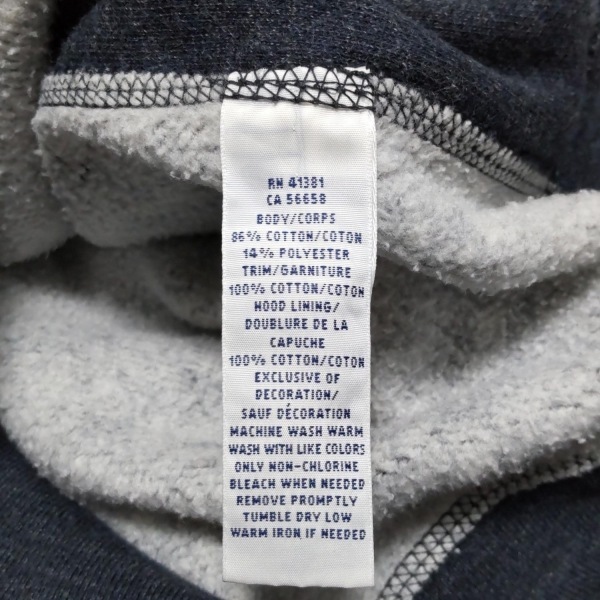 RN 41381
CA 56658
BODY/CORPS
86% COTTON/COTON
14% POLYESTER
TRIM/GARNITURE
100% COTTON/COTON
HOOD LINING/
DOUBLURE DE LA
CAPUCHE
100% COTTON/COTON
EXCLUSIVE OF
DECORATION/
SAUF DÉCORATION
MACHINE WASH WARM
WASH WITH LIKE COLORS
ONLY NON-CHLORINE
BLEACH WHEN NEEDED
REMOVE PROMPTLY
TUMBLE DRY LOW
WARM IRON IF NEEDED